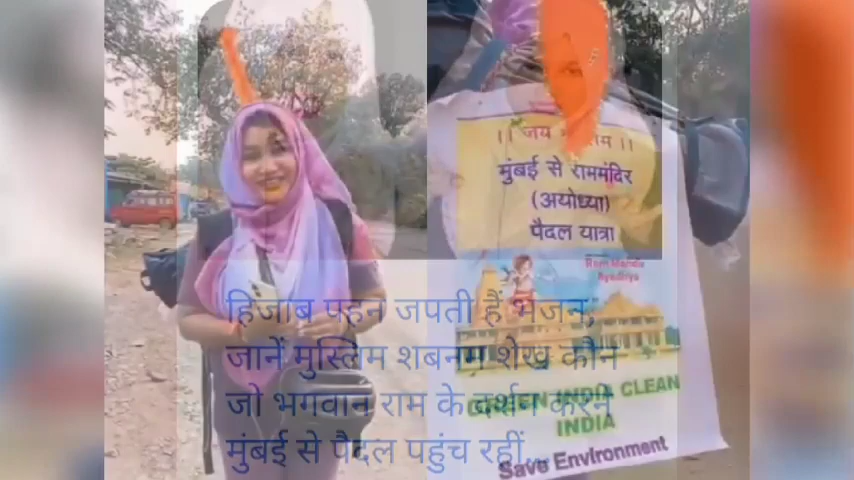 ।। जय राम ।।
मुंबई से राममंदिर
(अयोध्या)
पैदल यात्रा
Ram Mandir
Ayodhya
हिजाब पहन जपती हैं भजन,
जानें मुस्लिम शबनम शेख कौन
जो भगवान राम के दर्शन करने
मुंबई से पैदल पहुंच रहीं...
GREEN INDIA CLEAN
INDIA
Save Environment